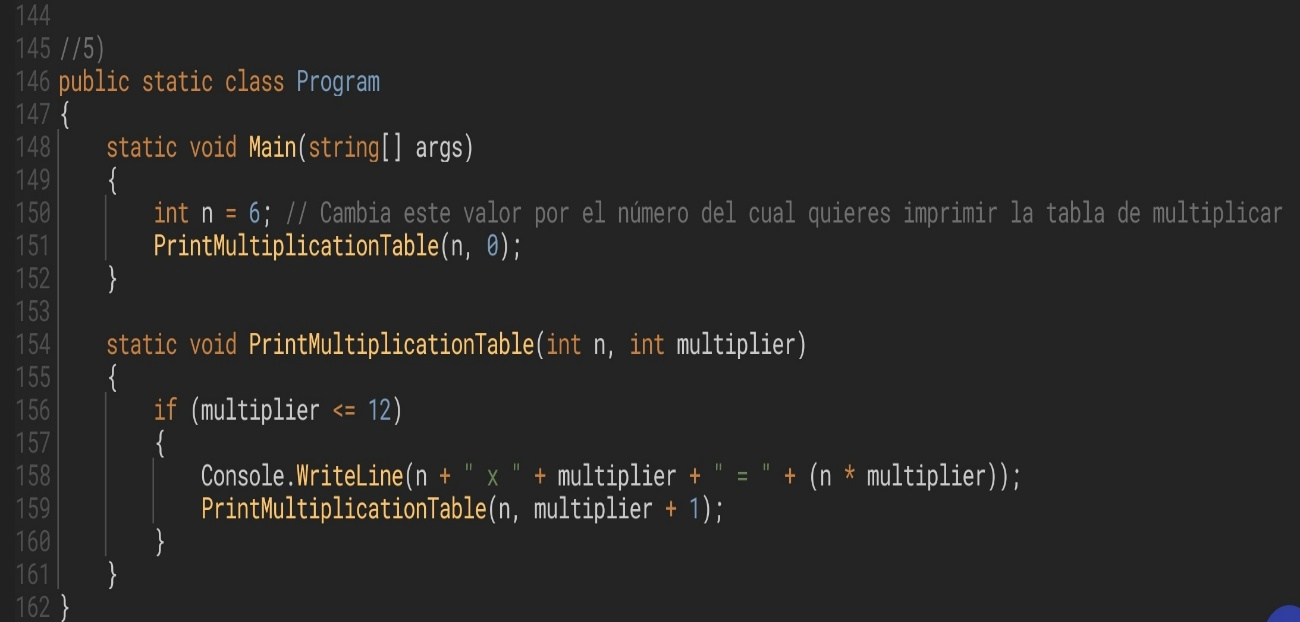 144
145 //5)
146 public static class Program
147 {
148     static void Main(string[] args)
149     {
150         int n = 6; // Cambia este valor por el número del cual quieres imprimir la tabla de multiplicar
151         PrintMultiplicationTable(n, 0);
152     }
153
154     static void PrintMultiplicationTable(int n, int multiplier)
155     {
156         if (multiplier <= 12)
157         {
158             Console.WriteLine(n + " x " + multiplier + " = " + (n * multiplier));
159             PrintMultiplicationTable(n, multiplier + 1);
160         }
161     }
162 }